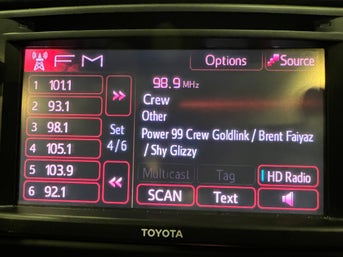 FM
Options
Source
1 101.1
2 93.1
3 98.1
4 105.1
5 103.9
6 92.1
Set
4/6
98.9 MHz
Crew
Other
Power 99 Crew Goldlink / Brent Faiyaz
/ Shy Glizzy
Multicast
Tag
HD Radio
SCAN
Text
TOYOTA